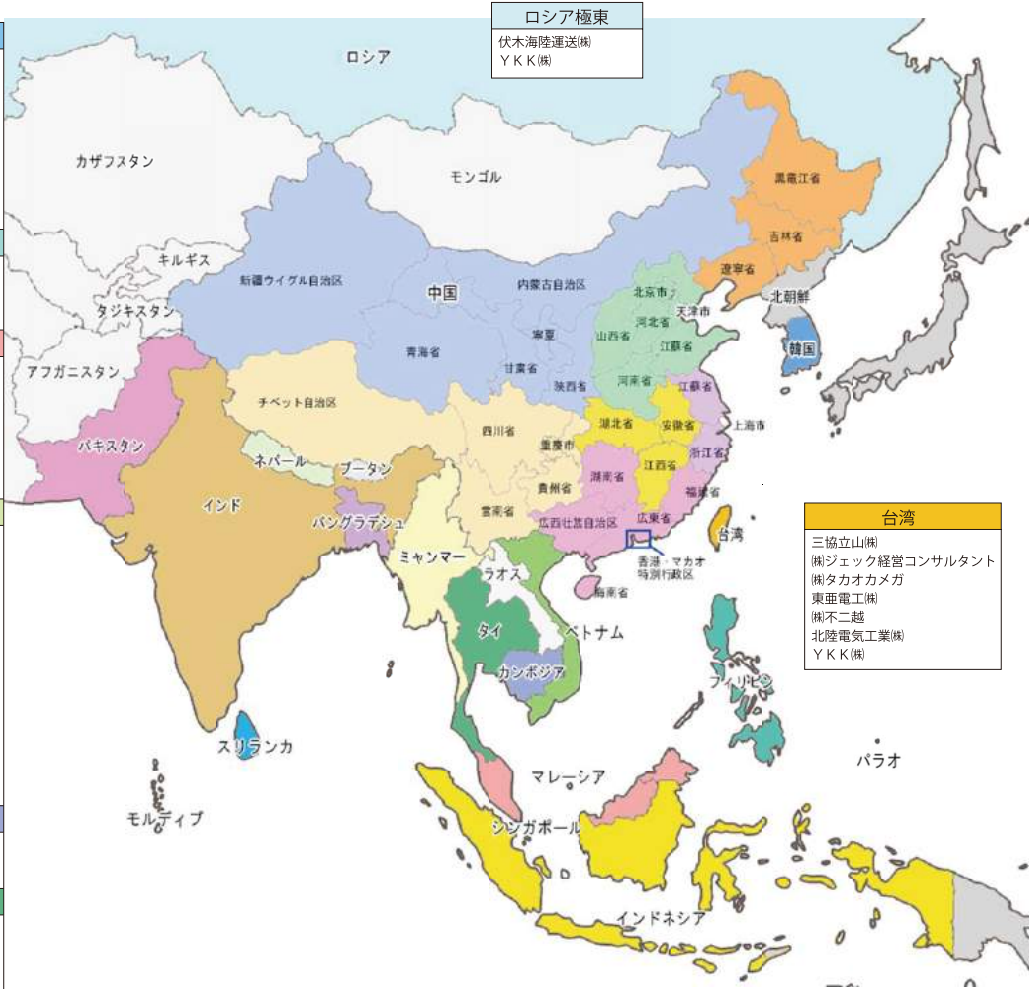 ロシア極東
伏木海陸運送㈱
ＹＫＫ㈱
ロシア
カザフスタン
モンゴル
黒竜江省
吉林省
キルギス
遼寧省
新疆ウイグル自治区
中国
内蒙古自治区
北京市
北朝鮮
タジキスタン
天津市
河北省
寧夏
山西省
江蘇省
韓国
青海省
アフガニスタン
甘粛省
河南省
陝西省
江蘇省
チベット自治区
湖北省
安徽省
上海市
四川省
重慶市
パキスタン
浙江省
ネパール
ブータン
江西省
湖南省
貴州省
福建省
インド
雲南省
バングラデシュ
広西壮芸自治区
広東省
台湾
台湾
三協立山㈱
㈱ジェック経営コンサルタント
㈱タカオカメガ
東亜電工㈱
㈱不二越
北陸電気工業㈱
ＹＫＫ㈱
ミャンマー
香港・マカオ
特別行政区
ラオス
海南省
タイ
ベトナム
カンボジア
フィリピン
スリランカ
パラオ
マレーシア
モルディブ
シンガポール
インドネシア